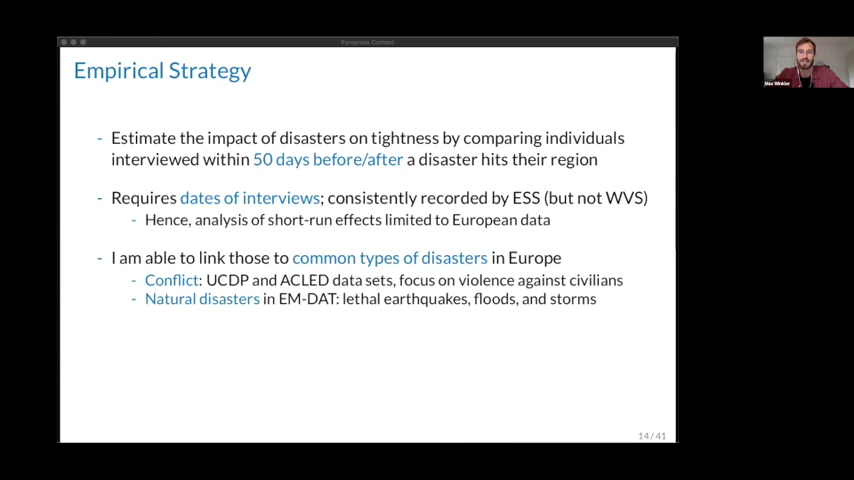 Pympress Content
Empirical Strategy
- Estimate the impact of disasters on tightness by comparing individuals
interviewed within 50 days before/after a disaster hits their region
- Requires dates of interviews; consistently recorded by ESS (but not WVS)
- Hence, analysis of short-run effects limited to European data
- I am able to link those to common types of disasters in Europe
- Conflict: UCDP and ACLED data sets, focus on violence against civilians
- Natural disasters in EM-DAT: lethal earthquakes, floods, and storms
14/41
Max Winkler